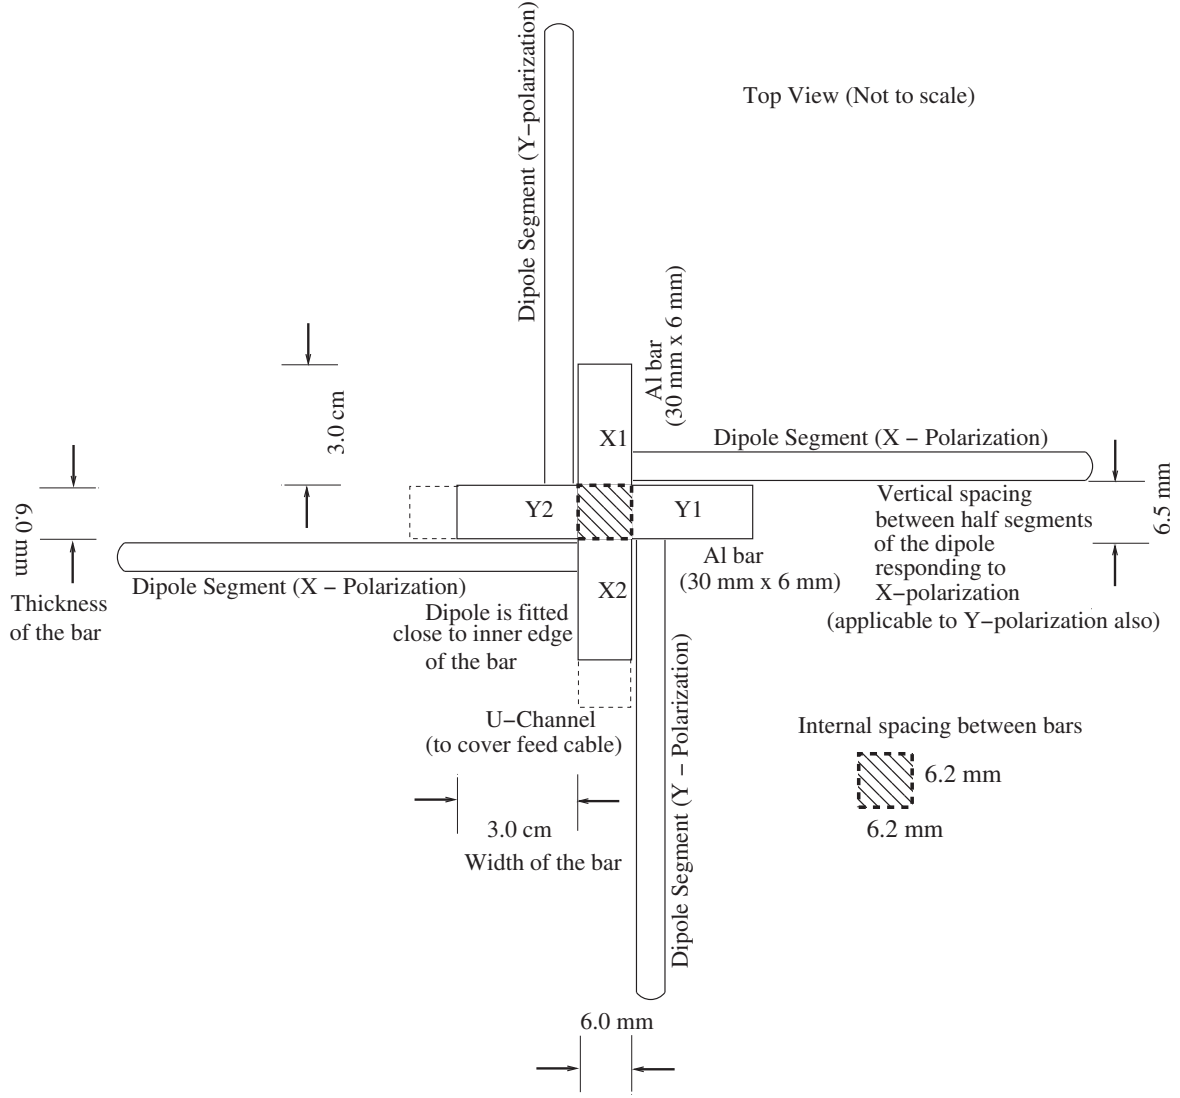 Top View (Not to scale)
Dipole Segment (Y−polarization)
Al bar
(30 mm x 6 mm)
3.0 cm
X1
Dipole Segment (X − Polarization)
6.0 mm
Y2
Y1
Vertical spacing
between half segments
of the dipole
responding to
X−polarization
(applicable to Y-polarization also)
6.5 mm
Al bar
(30 mm x 6 mm)
Thickness
of the bar
Dipole Segment (X − Polarization)
X2
Dipole is fitted
close to inner edge
of the bar
U−Channel
(to cover feed cable)
Dipole Segment (Y − Polarization)
Internal spacing between bars
6.2 mm
6.2 mm
3.0 cm
Width of the bar
6.0 mm